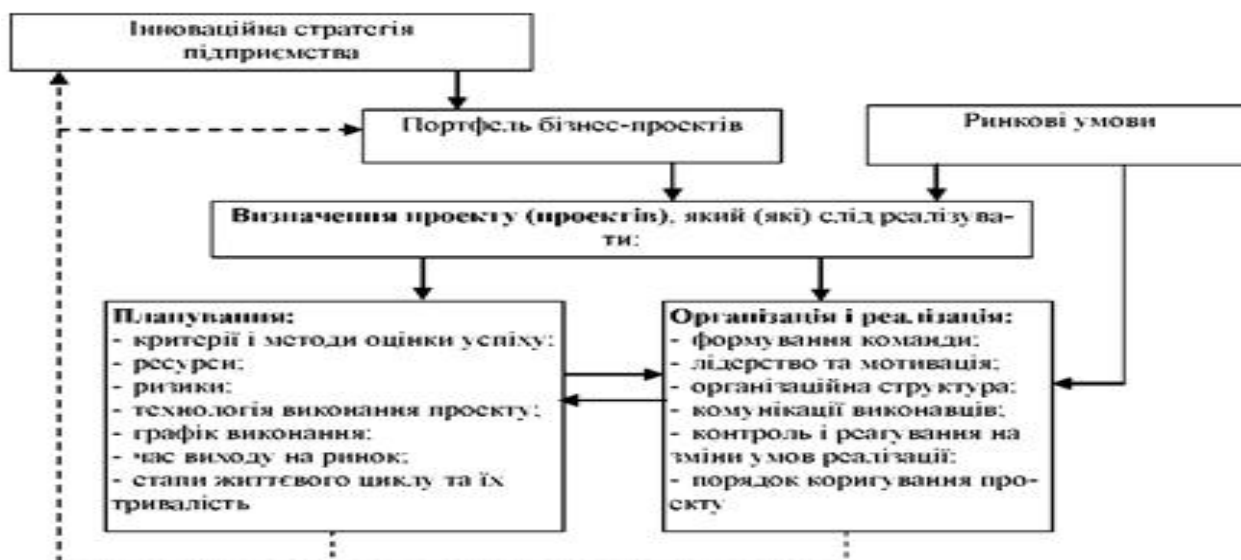 Інноваційна стратегія
підприємства
Портфель бізнес-проектів
Ринкові умови
Визначення проекту (проектів), який (які) слід реалізува-
ти:
Планування:
- критерії і методи оцінки успіху;
- ресурси;
- ризики;
- технологія виконання проекту;
- графік виконання;
- час виходу на ринок;
- етапи життєвого циклу та їх
тривалість
Організація і реалізація:
- формування команди;
- лідерство та мотивація;
- організаційна структура;
- комунікації виконавців;
- контроль і реагування на
зміни умов реалізації;
- порядок коригування про-
екту